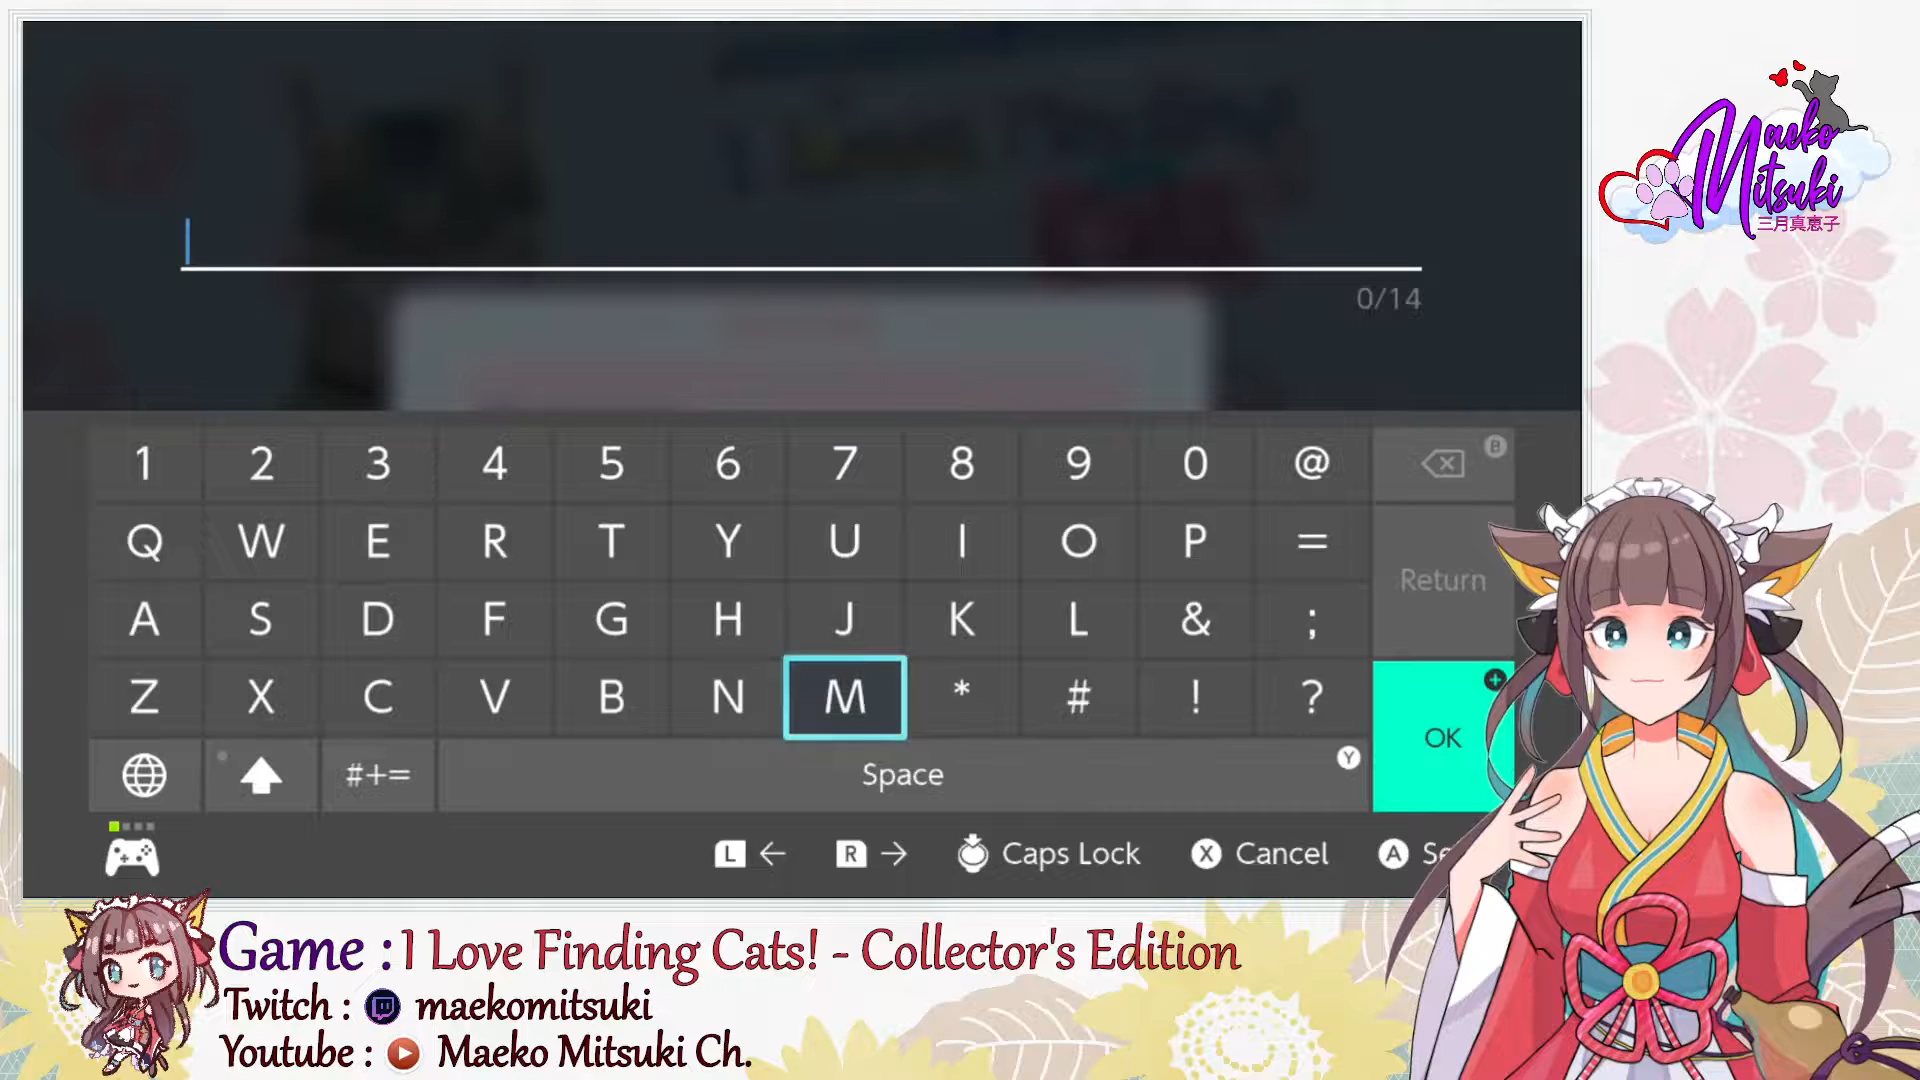 Maeko
Mitsuki
三月真恵子
0/14
1 2 3 4 5 6 7 8 9 0 @
B
Q W E R T Y U I O P =
Return
A S D F G H J K L & ;
Z X C V B N M * # ! ?
OK
#+= Space Y
L ← R → Caps Lock X Cancel A
Game : I Love Finding Cats! - Collector's Edition
Twitch : maekomitsuki
Youtube : Maeko Mitsuki Ch.